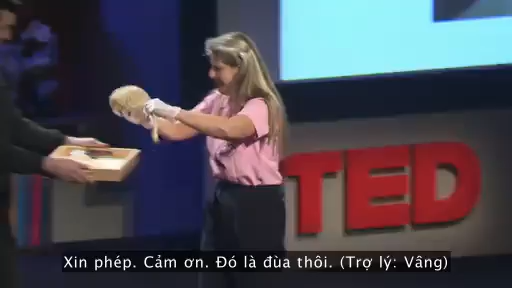 TED
Xin phép. Cảm ơn. Đó là đùa thôi. (Trợ lý: Vâng)